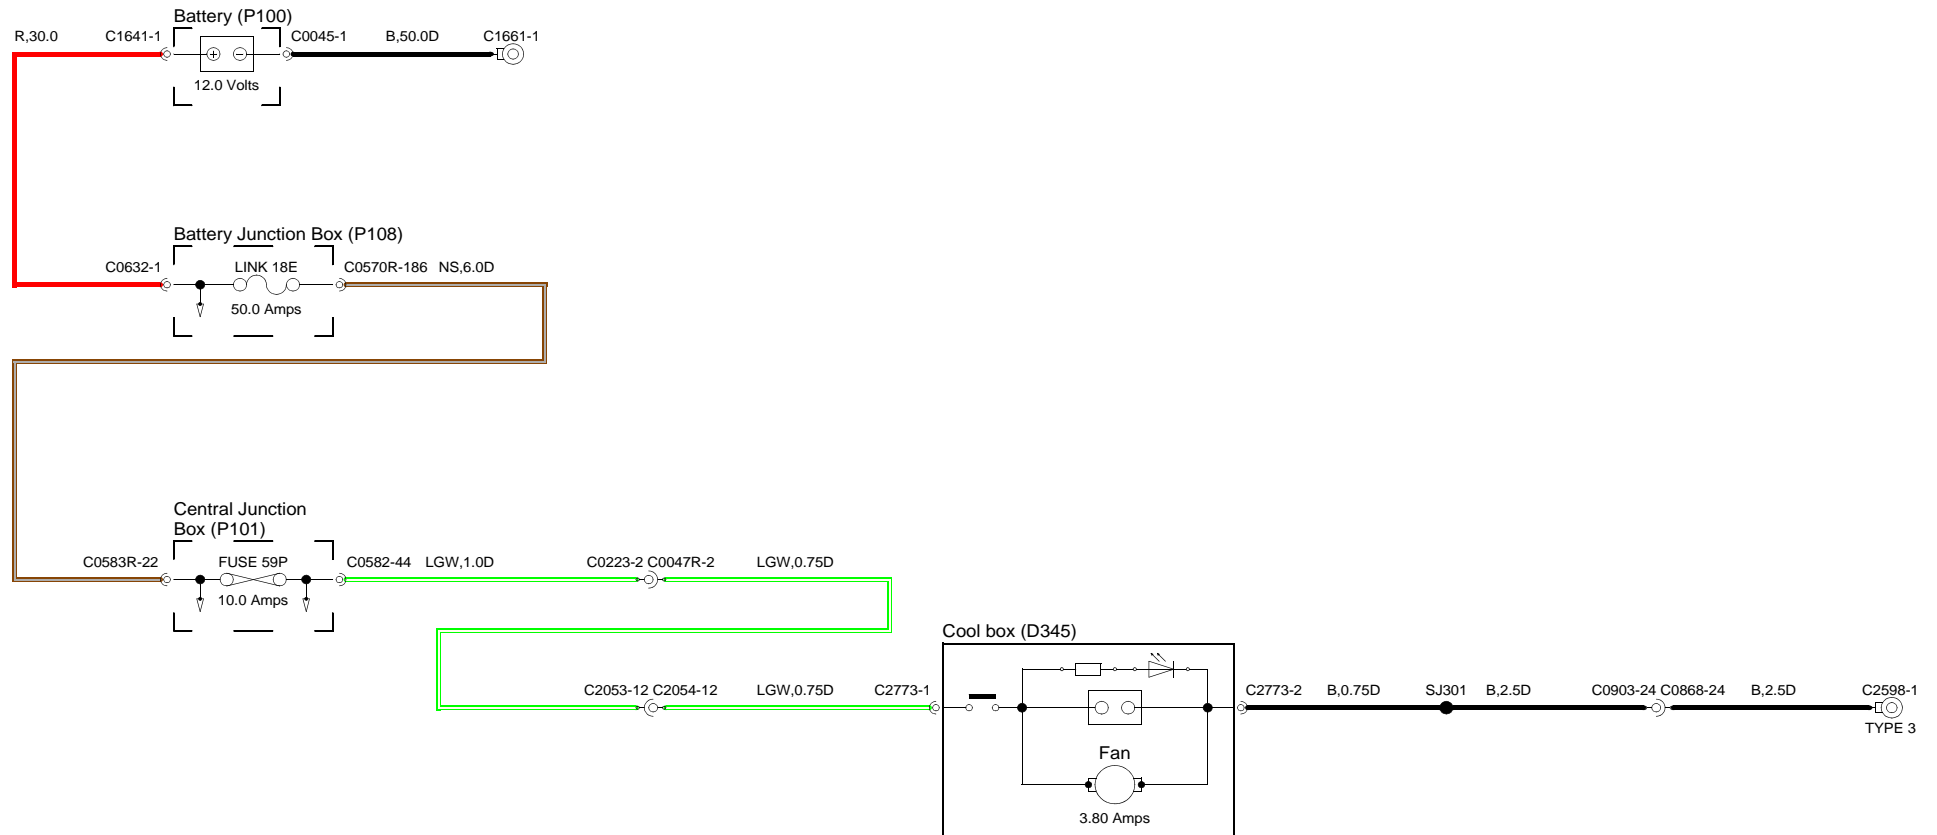 Battery (P100)
R,30.0 C1641-1 C0045-1 B,50.0D C1661-1
12.0 Volts
Battery Junction Box (P108)
C0632-1 LINK 18E C0570R-186 NS,6.0D
50.0 Amps
Central Junction
Box (P101)
C0583R-22 FUSE 59P C0582-44 LGW,1.0D C0223-2 C0047R-2 LGW,0.75D
10.0 Amps
Cool box (D345)
C2053-12 C2054-12 LGW,0.75D C2773-1 C2773-2 B,0.75D SJ301 B,2.5D C0903-24 C0868-24 B,2.5D C2598-1
TYPE 3
Fan
3.80 Amps